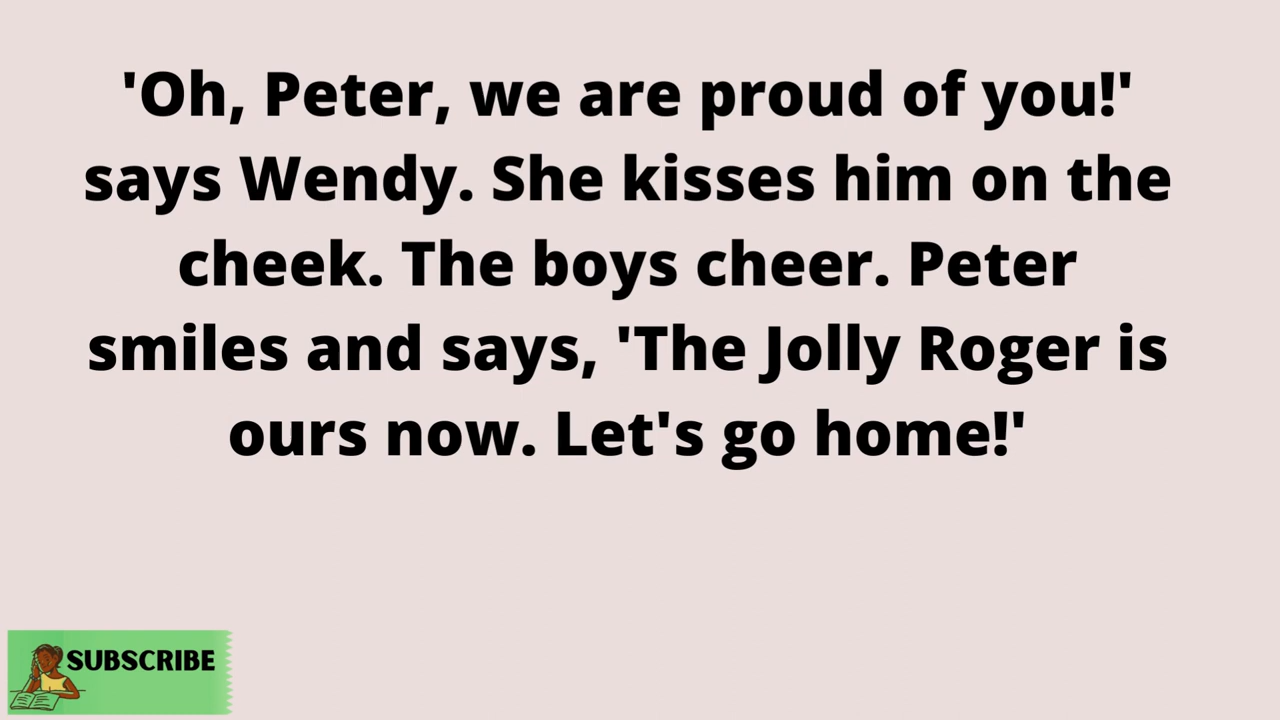 'Oh, Peter, we are proud of you!'
says Wendy. She kisses him on the
cheek. The boys cheer. Peter
smiles and says, 'The Jolly Roger is
ours now. Let's go home!'
SUBSCRIBE